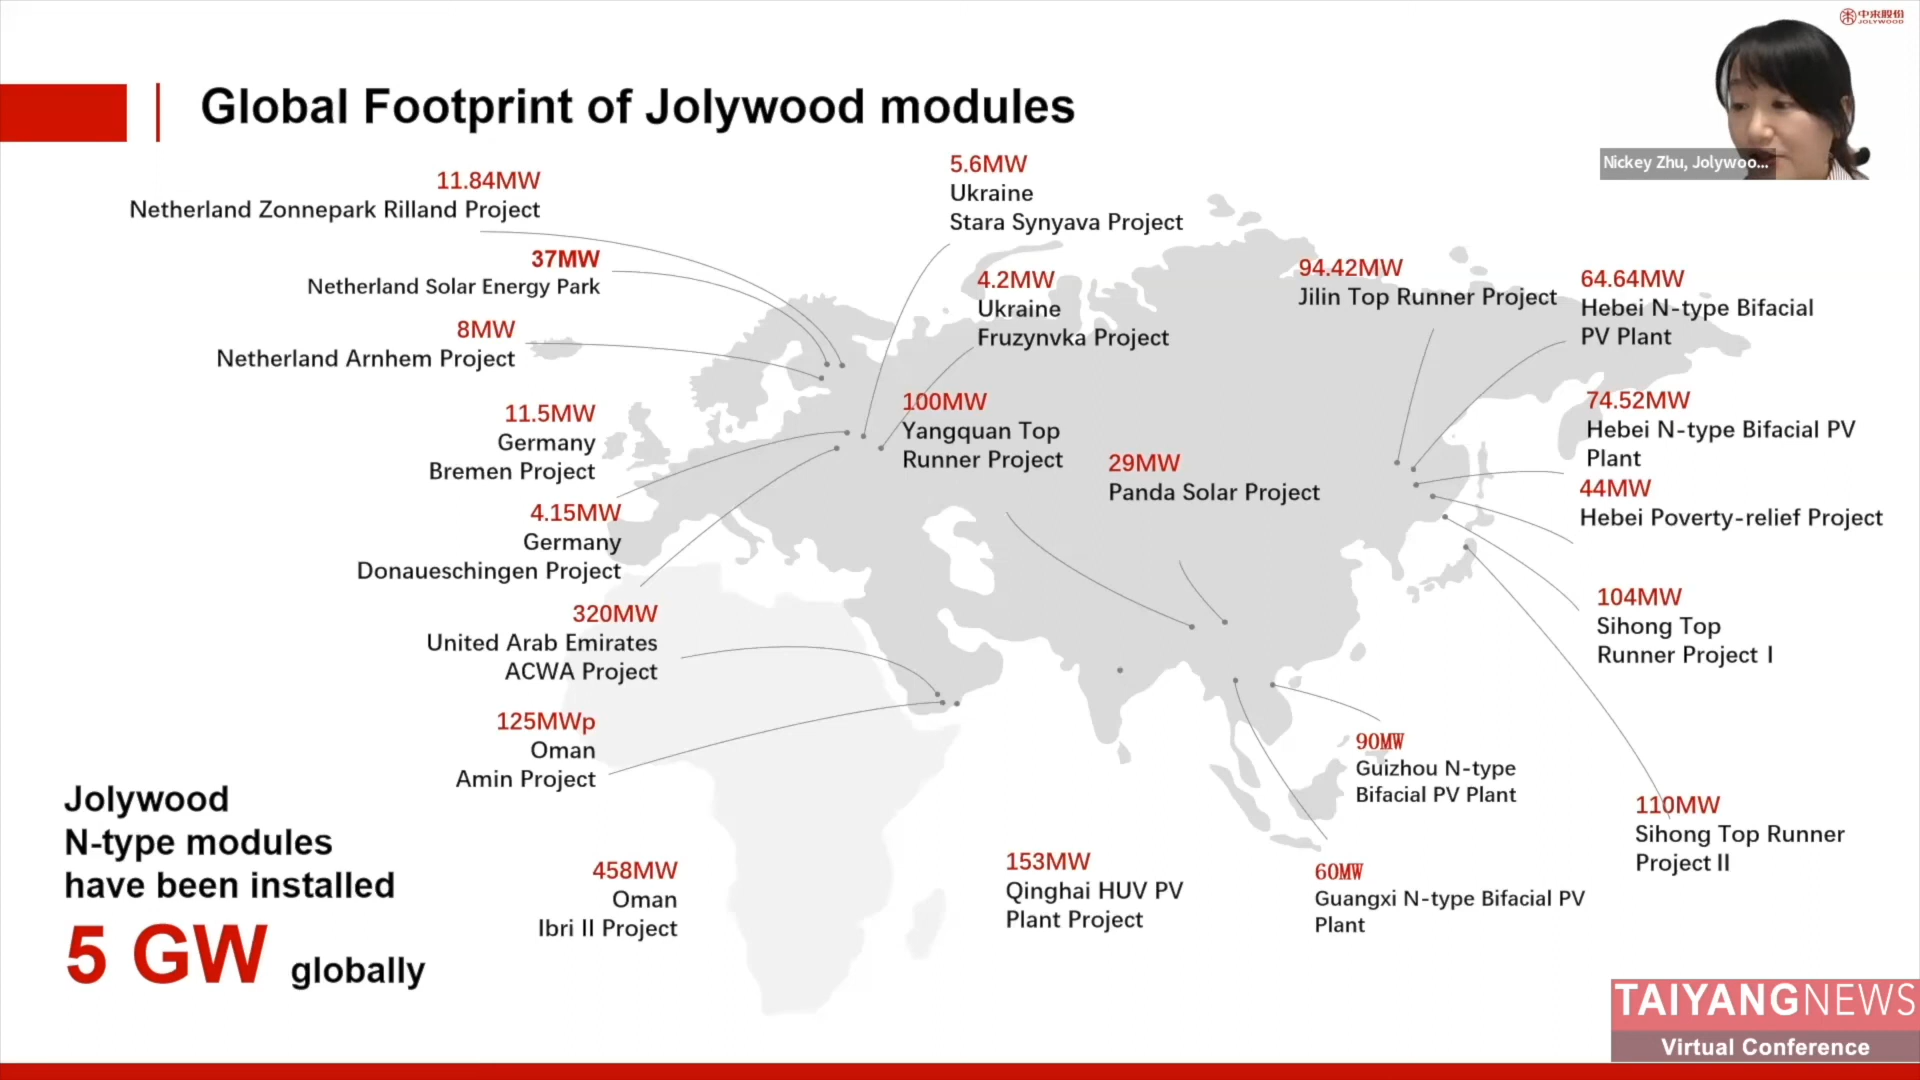 中来股份
JOLYWOOD
Global Footprint of Jolywood modules
Nickey Zhu, Jolywoo...
11.84MW
Netherland Zonnepark Rilland Project
37MW
Netherland Solar Energy Park
8MW
Netherland Arnhem Project
11.5MW
Germany
Bremen Project
4.15MW
Germany
Donaueschingen Project
320MW
United Arab Emirates
ACWA Project
125MWp
Oman
Amin Project
458MW
Oman
Ibri II Project
5.6MW
Ukraine
Stara Synyava Project
4.2MW
Ukraine
Fruzynvka Project
100MW
Yangquan Top
Runner Project
29MW
Panda Solar Project
94.42MW
Jilin Top Runner Project
64.64MW
Hebei N-type Bifacial
PV Plant
74.52MW
Hebei N-type Bifacial PV
Plant
44MW
Hebei Poverty-relief Project
104MW
Sihong Top
Runner Project I
110MW
Sihong Top Runner
Project II
90MW
Guizhou N-type
Bifacial PV Plant
60MW
Guangxi N-type Bifacial PV
Plant
153MW
Qinghai HUV PV
Plant Project
Jolywood
N-type modules
have been installed
5 GW globally
TAIYANGNEWS
Virtual Conference